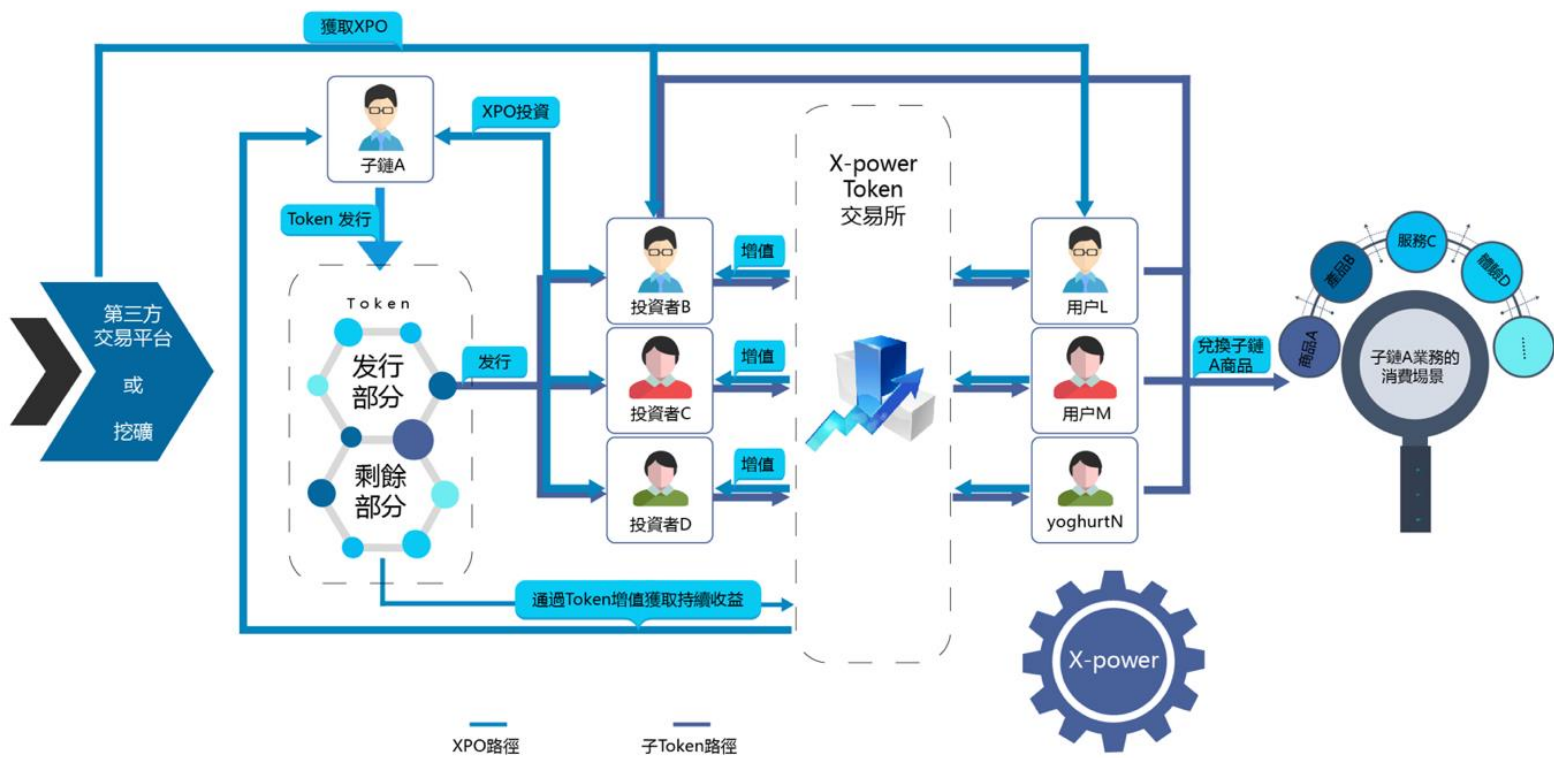 獲取XPO
子鏈A
XPO投資
Token 发行
第三方
交易平台
或
挖礦
Token
发行
部分
剩餘
部分
发行
投資者B
投資者C
投資者D
增值
增值
增值
X-power
Token
交易所
用户L
用户M
yoghurtN
兌換子鏈
A商品
商品A
產品B
服務C
體驗D
......
子鏈A業務的
消費場景
通過Token增值獲取持續收益
X-power
XPO路徑
子Token路徑